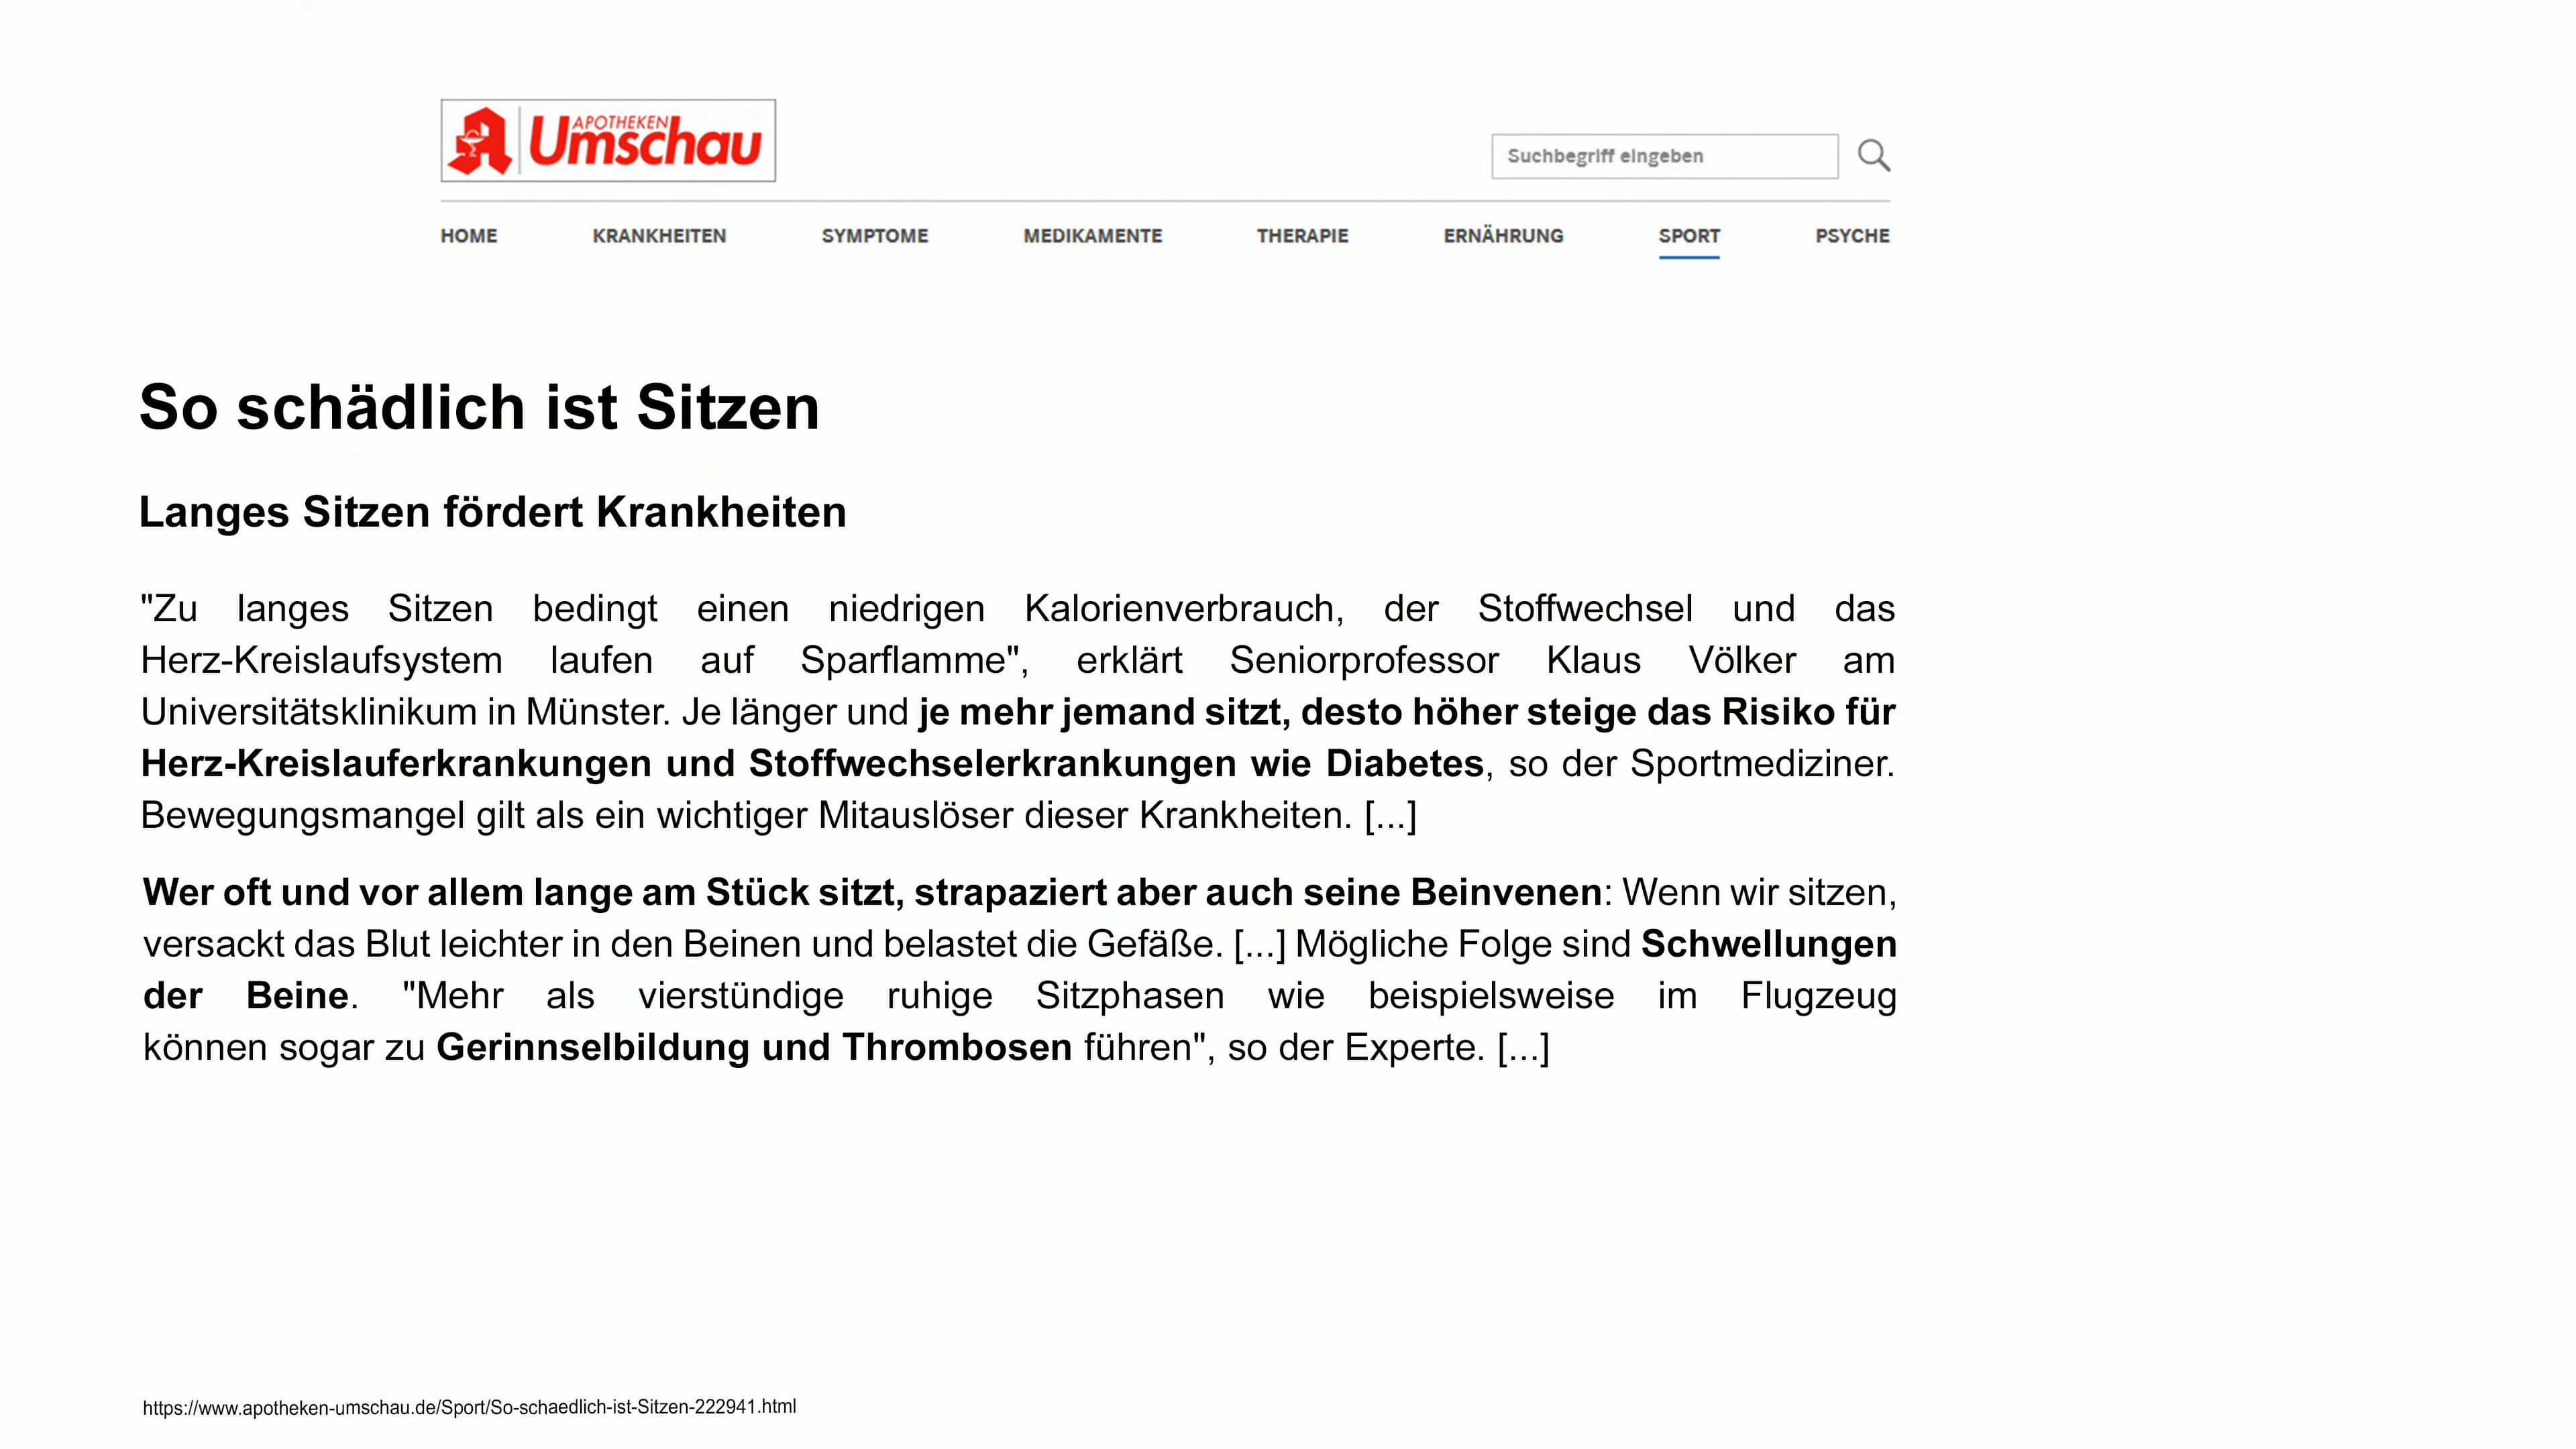 APOTHEKEN
Umschau
Suchbegriff eingeben
HOME KRANKHEITEN SYMPTOME MEDIKAMENTE THERAPIE ERNÄHRUNG SPORT PSYCHE
So schädlich ist Sitzen
Langes Sitzen fördert Krankheiten
"Zu langes Sitzen bedingt einen niedrigen Kalorienverbrauch, der Stoffwechsel und das
Herz-Kreislaufsystem laufen auf Sparflamme", erklärt Seniorprofessor Klaus Völker am
Universitätsklinikum in Münster. Je länger und je mehr jemand sitzt, desto höher steige das Risiko für
Herz-Kreislauferkrankungen und Stoffwechselerkrankungen wie Diabetes, so der Sportmediziner.
Bewegungsmangel gilt als ein wichtiger Mitauslöser dieser Krankheiten. [...]
Wer oft und vor allem lange am Stück sitzt, strapaziert aber auch seine Beinvenen: Wenn wir sitzen,
versackt das Blut leichter in den Beinen und belastet die Gefäße. [...] Mögliche Folge sind Schwellungen
der Beine. "Mehr als vierstündige ruhige Sitzphasen wie beispielsweise im Flugzeug
können sogar zu Gerinnselbildung und Thrombosen führen", so der Experte. [...]
https://www.apotheken-umschau.de/Sport/So-schaedlich-ist-Sitzen-222941.html